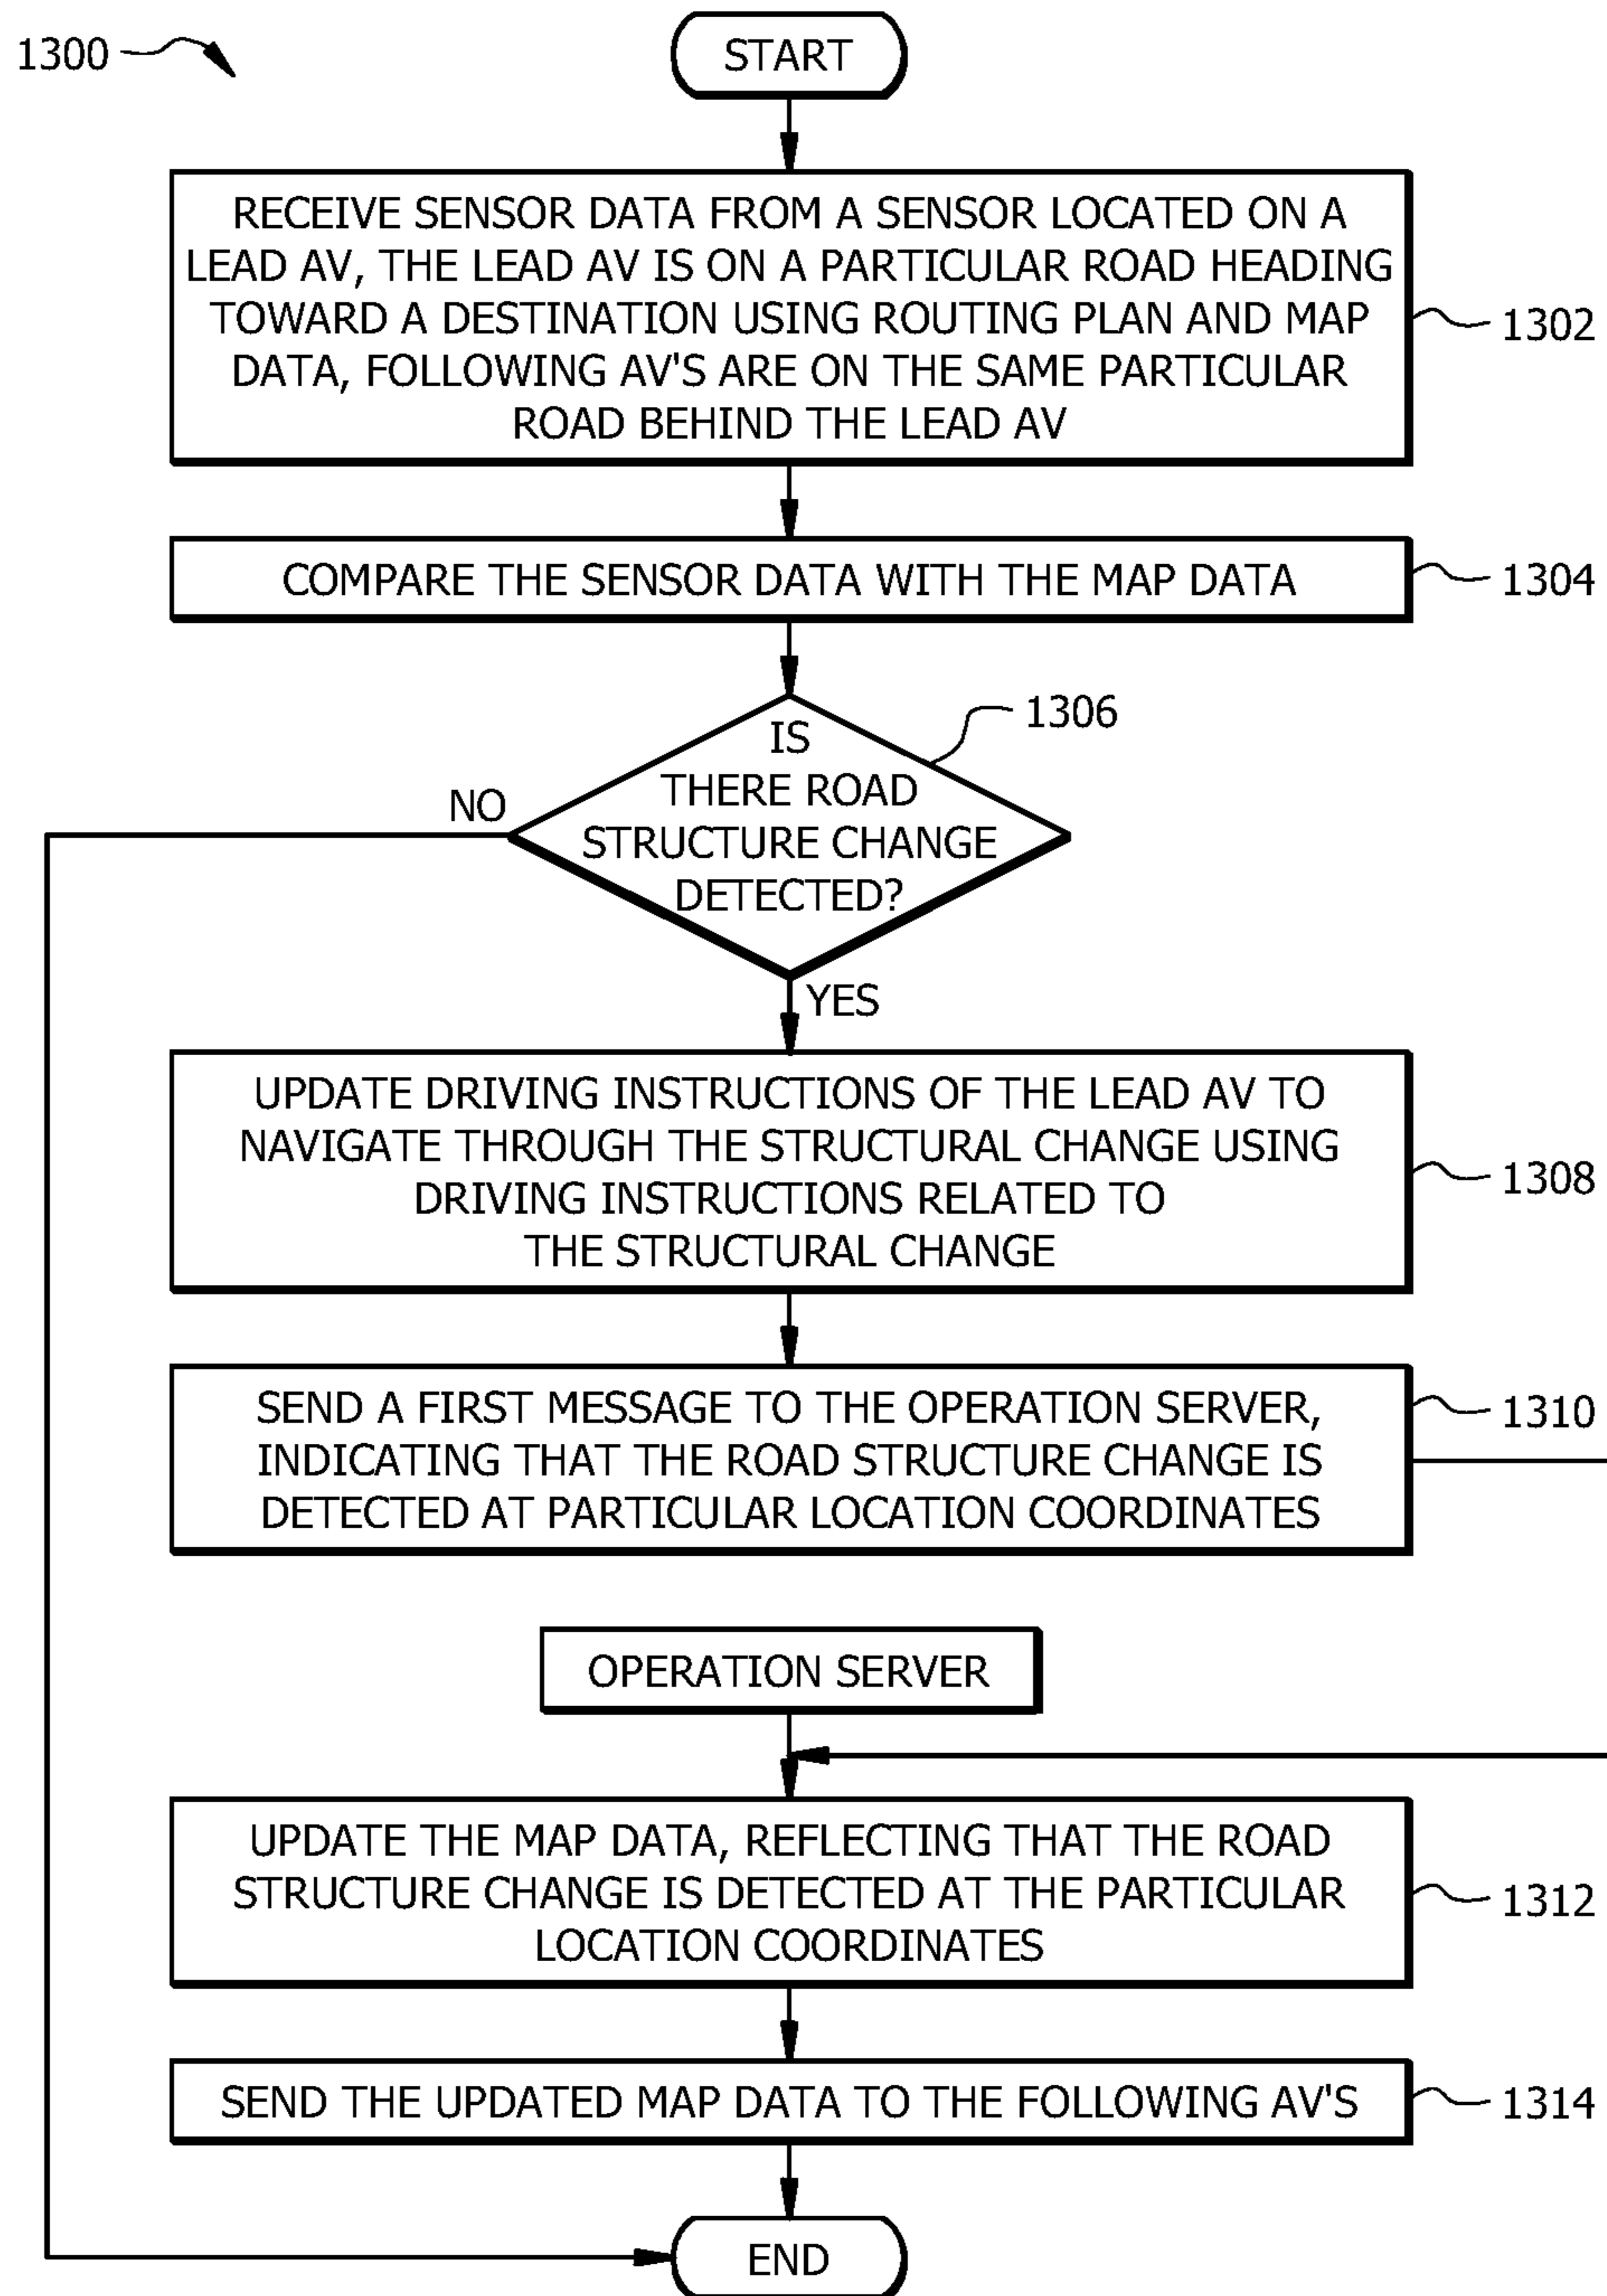 1300
START
RECEIVE SENSOR DATA FROM A SENSOR LOCATED ON A
LEAD AV, THE LEAD AV IS ON A PARTICULAR ROAD HEADING
TOWARD A DESTINATION USING ROUTING PLAN AND MAP
DATA, FOLLOWING AV'S ARE ON THE SAME PARTICULAR
ROAD BEHIND THE LEAD AV
1302
COMPARE THE SENSOR DATA WITH THE MAP DATA
1304
IS
THERE ROAD
STRUCTURE CHANGE
DETECTED?
1306
NO
YES
UPDATE DRIVING INSTRUCTIONS OF THE LEAD AV TO
NAVIGATE THROUGH THE STRUCTURAL CHANGE USING
DRIVING INSTRUCTIONS RELATED TO
THE STRUCTURAL CHANGE
1308
SEND A FIRST MESSAGE TO THE OPERATION SERVER,
INDICATING THAT THE ROAD STRUCTURE CHANGE IS
DETECTED AT PARTICULAR LOCATION COORDINATES
1310
OPERATION SERVER
UPDATE THE MAP DATA, REFLECTING THAT THE ROAD
STRUCTURE CHANGE IS DETECTED AT THE PARTICULAR
LOCATION COORDINATES
1312
SEND THE UPDATED MAP DATA TO THE FOLLOWING AV'S
1314
END